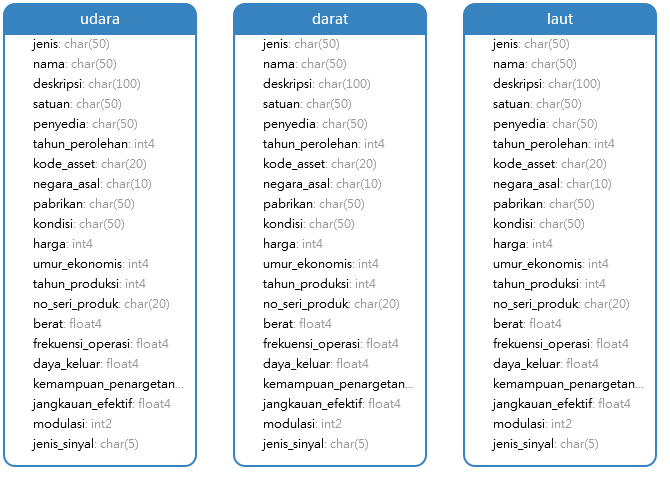 udara
jenis: char(50)
nama: char(50)
deskripsi: char(100)
satuan: char(50)
penyedia: char(50)
tahun_perolehan: int4
kode_asset: char(20)
negara_asal: char(10)
pabrikan: char(50)
kondisi: char(50)
harga: int4
umur_ekonomis: int4
tahun_produksi: int4
no_seri_produk: char(20)
berat: float4
frekuensi_operasi: float4
daya_keluar: float4
kemampuan_penargetan...
jangkauan_efektif: float4
modulasi: int2
jenis_sinyal: char(5)
darat
jenis: char(50)
nama: char(50)
deskripsi: char(100)
satuan: char(50)
penyedia: char(50)
tahun_perolehan: int4
kode_asset: char(20)
negara_asal: char(10)
pabrikan: char(50)
kondisi: char(50)
harga: int4
umur_ekonomis: int4
tahun_produksi: int4
no_seri_produk: char(20)
berat: float4
frekuensi_operasi: float4
daya_keluar: float4
kemampuan_penargetan...
jangkauan_efektif: float4
modulasi: int2
jenis_sinyal: char(5)
laut
jenis: char(50)
nama: char(50)
deskripsi: char(100)
satuan: char(50)
penyedia: char(50)
tahun_perolehan: int4
kode_asset: char(20)
negara_asal: char(10)
pabrikan: char(50)
kondisi: char(50)
harga: int4
umur_ekonomis: int4
tahun_produksi: int4
no_seri_produk: char(20)
berat: float4
frekuensi_operasi: float4
daya_keluar: float4
kemampuan_penargetan...
jangkauan_efektif: float4
modulasi: int2
jenis_sinyal: char(5)